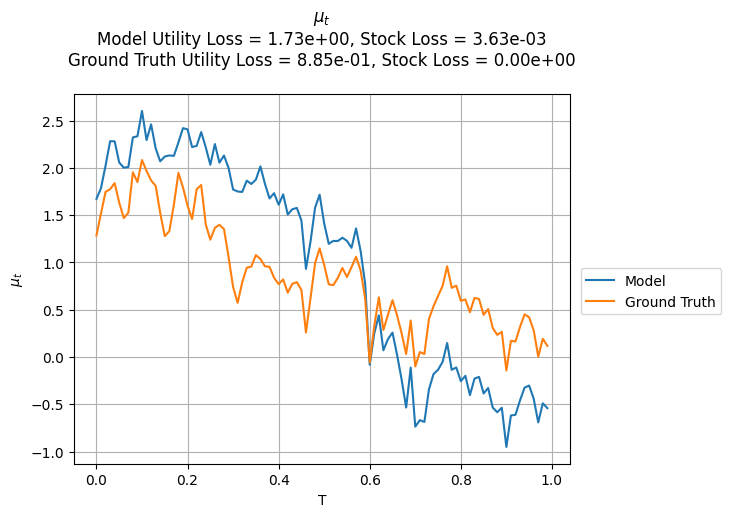 μt
Model Utility Loss = 1.73e+00, Stock Loss = 3.63e-03
Ground Truth Utility Loss = 8.85e-01, Stock Loss = 0.00e+00
2.5
2.0
1.5
1.0
0.5
0.0
−0.5
−1.0
μt
0.0 0.2 0.4 0.6 0.8 1.0
T
Model
Ground Truth